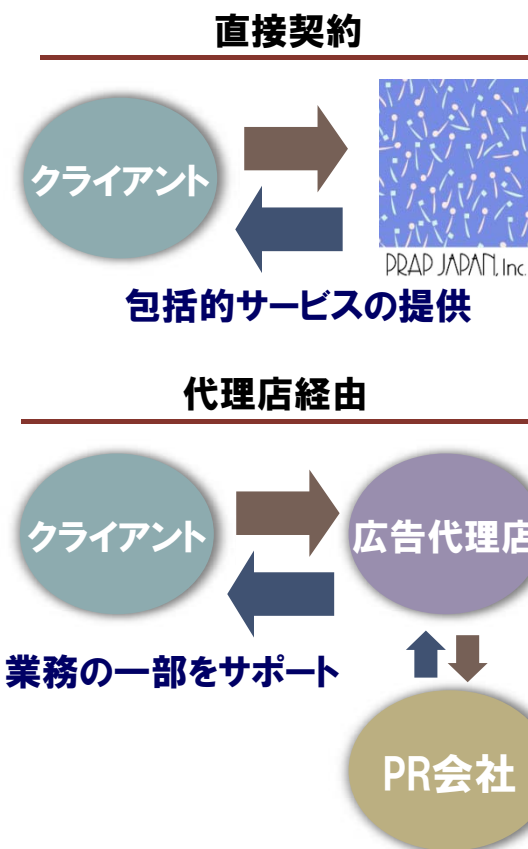 直接契約
クライアント
PRAP JAPAN, Inc.
包括的サービスの提供
代理店経由
クライアント
広告代理店
業務の一部をサポート
PR会社